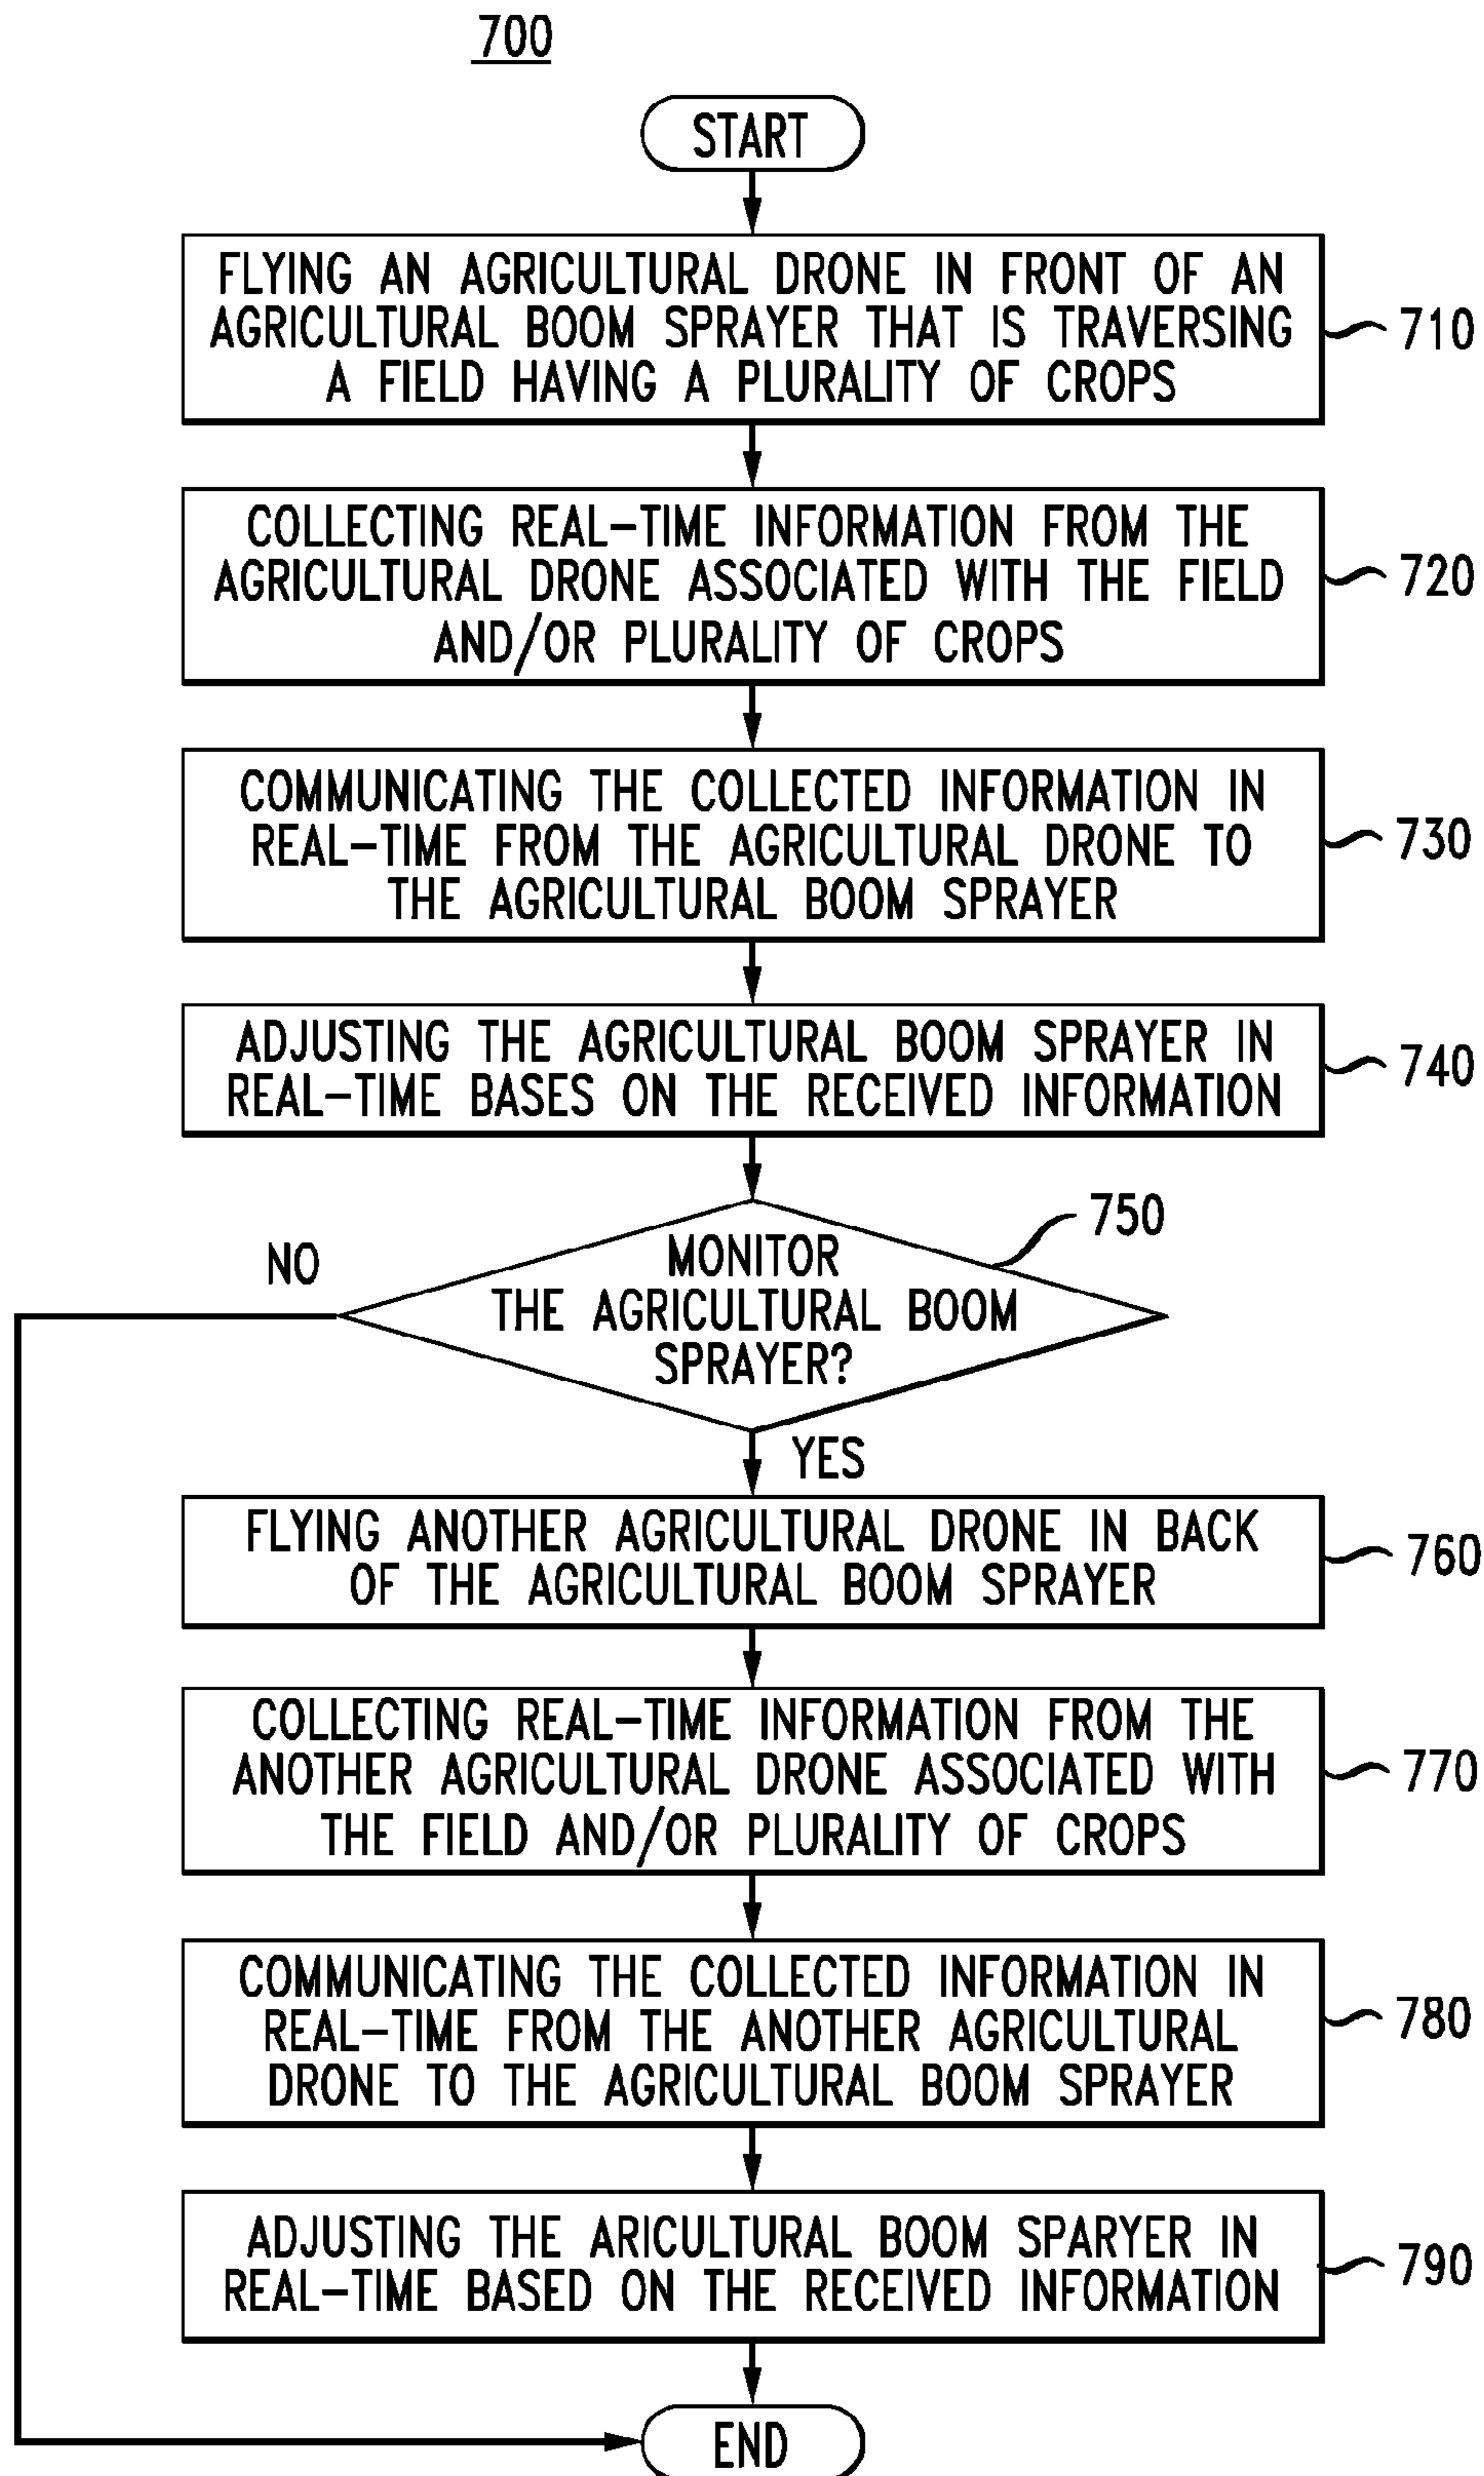 700
START
FLYING AN AGRICULTURAL DRONE IN FRONT OF AN
AGRICULTURAL BOOM SPRAYER THAT IS TRAVERSING
A FIELD HAVING A PLURALITY OF CROPS
710
COLLECTING REAL-TIME INFORMATION FROM THE
AGRICULTURAL DRONE ASSOCIATED WITH THE FIELD
AND/OR PLURALITY OF CROPS
720
COMMUNICATING THE COLLECTED INFORMATION IN
REAL-TIME FROM THE AGRICULTURAL DRONE TO
THE AGRICULTURAL BOOM SPRAYER
730
ADJUSTING THE AGRICULTURAL BOOM SPRAYER IN
REAL-TIME BASES ON THE RECEIVED INFORMATION
740
MONITOR
THE AGRICULTURAL BOOM
SPRAYER?
750
NO
YES
FLYING ANOTHER AGRICULTURAL DRONE IN BACK
OF THE AGRICULTURAL BOOM SPRAYER
760
COLLECTING REAL-TIME INFORMATION FROM THE
ANOTHER AGRICULTURAL DRONE ASSOCIATED WITH
THE FIELD AND/OR PLURALITY OF CROPS
770
COMMUNICATING THE COLLECTED INFORMATION IN
REAL-TIME FROM THE ANOTHER AGRICULTURAL
DRONE TO THE AGRICULTURAL BOOM SPRAYER
780
ADJUSTING THE ARICULTURAL BOOM SPARYER IN
REAL-TIME BASED ON THE RECEIVED INFORMATION
790
END